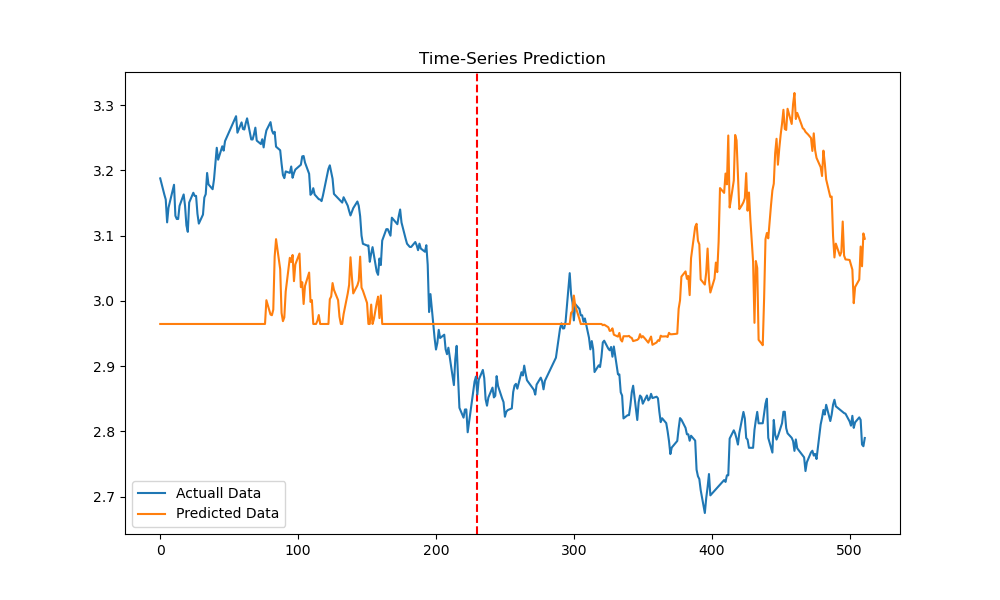 Time-Series Prediction
3.3
3.2
3.1
3.0
2.9
2.8
2.7
Actuall Data
Predicted Data
0 100 200 300 400 500